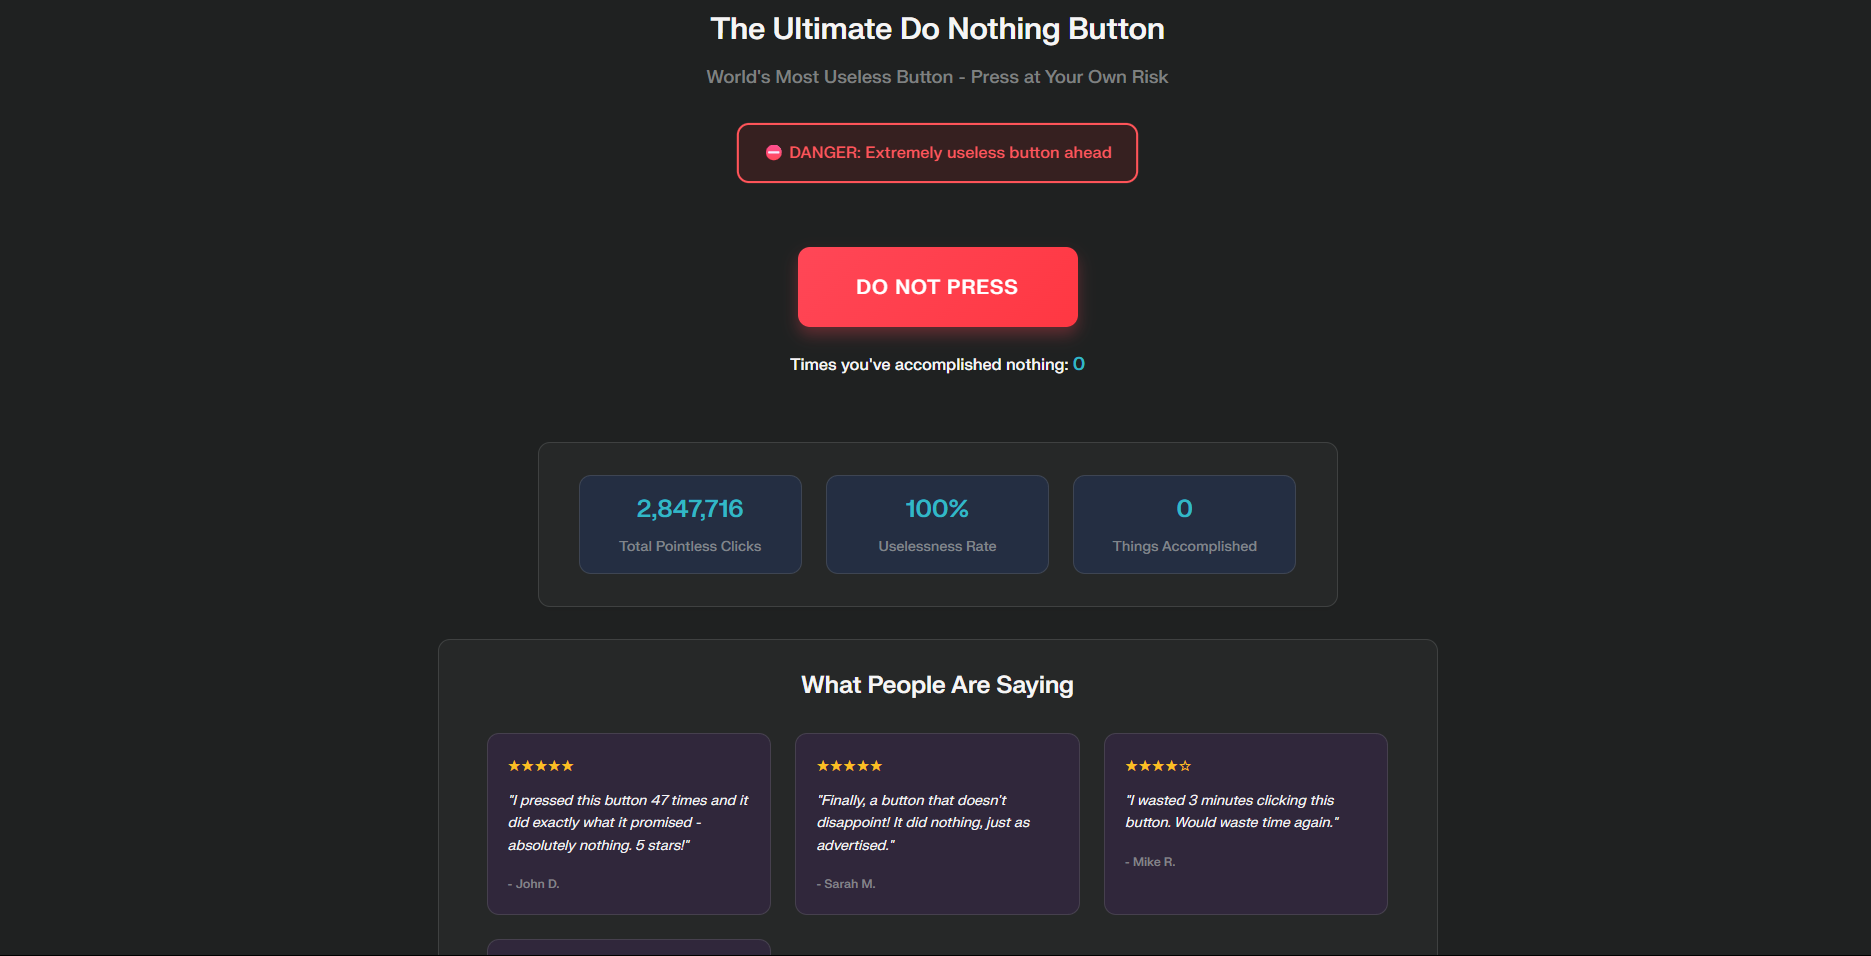 The Ultimate Do Nothing Button
World's Most Useless Button - Press at Your Own Risk
⛔ DANGER: Extremely useless button ahead
DO NOT PRESS
Times you've accomplished nothing: 0
2,847,716
Total Pointless Clicks
100%
Uselessness Rate
0
Things Accomplished
What People Are Saying
★★★★★
"I pressed this button 47 times and it
did exactly what it promised -
absolutely nothing. 5 stars!"
- John D.
★★★★★
"Finally, a button that doesn't
disappoint! It did nothing, just as
advertised."
- Sarah M.
★★★★☆
"I wasted 3 minutes clicking this
button. Would waste time again."
- Mike R.